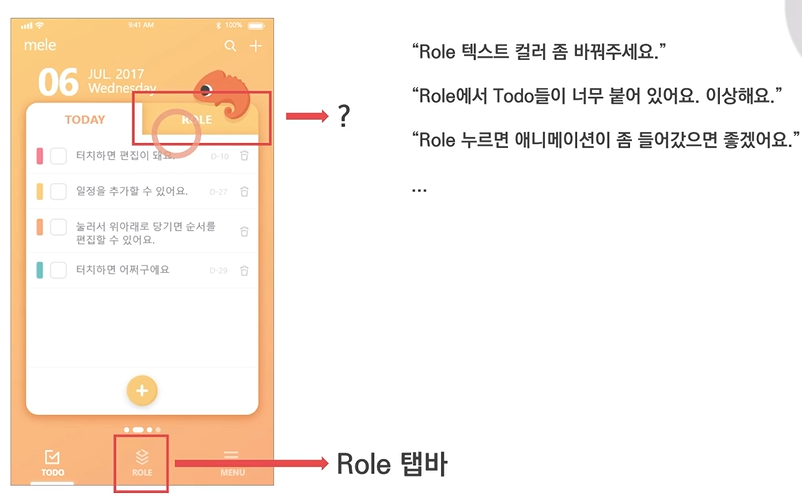 9:41 AM
100%
mele
06
JUL. 2017
Wednesday
TODAY
ROLE
터치하면 편집이 돼요.
D-10
일정을 추가할 수 있어요.
D-27
눌러서 위아래로 당기면 순서를
편집할 수 있어요.
터치하면 어쩌구에요
D-29
+
TODO
ROLE
MENU
?
Role 탭바
“Role 텍스트 컬러 좀 바꿔주세요.”
“Role에서 Todo들이 너무 붙어 있어요. 이상해요.”
“Role 누르면 애니메이션이 좀 들어갔으면 좋겠어요.”
...